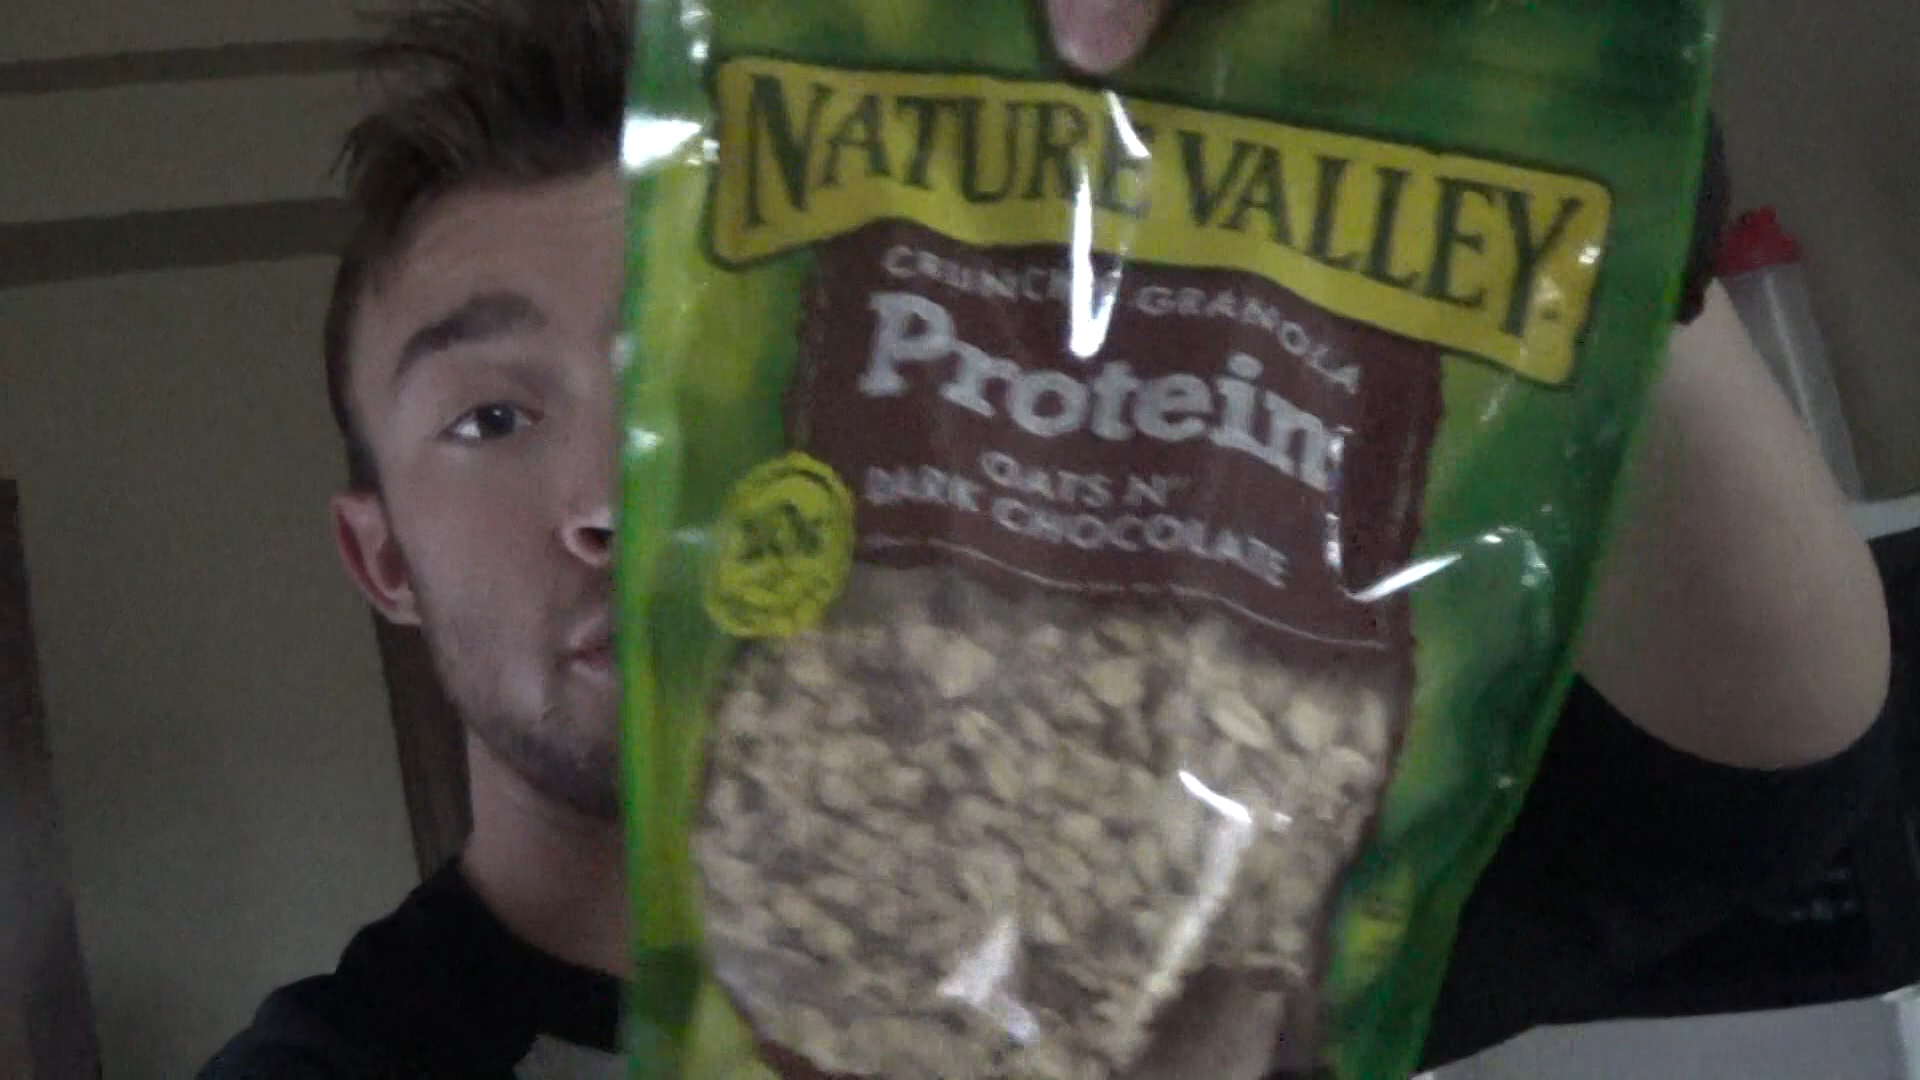 NATURE VALLEY
CRUNCHY GRANOLA
Protein
OATS N'
DARK CHOCOLATE